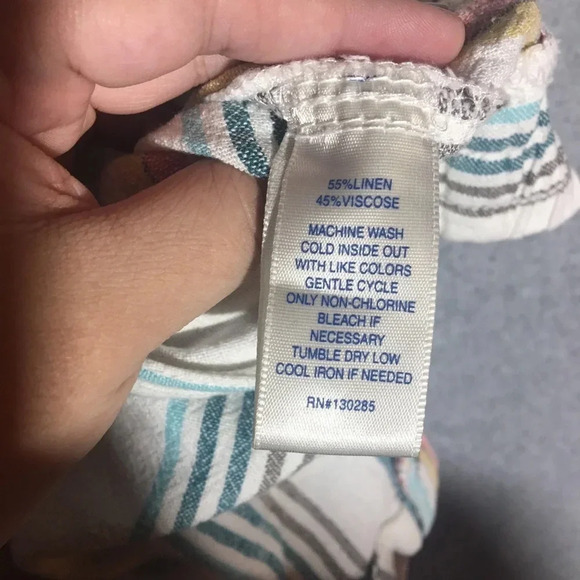 55%LINEN
45%VISCOSE
MACHINE WASH
COLD INSIDE OUT
WITH LIKE COLORS
GENTLE CYCLE
ONLY NON-CHLORINE
BLEACH IF
NECESSARY
TUMBLE DRY LOW
COOL IRON IF NEEDED
RN#130285